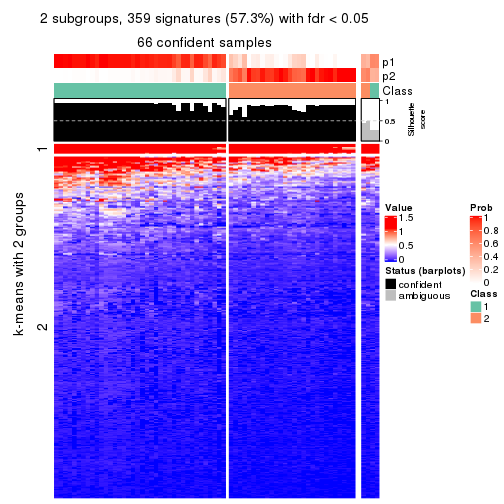 2 subgroups, 359 signatures (57.3%) with fdr < 0.05
66 confident samples
p1
p2
Class
1
0.5
0
Silhouette
score
k-means with 2 groups
1
2
Value
1.5
1
0.5
0
Status (barplots)
confident
ambiguous
Prob
1
0.8
0.6
0.4
0.2
0
Class
1
2